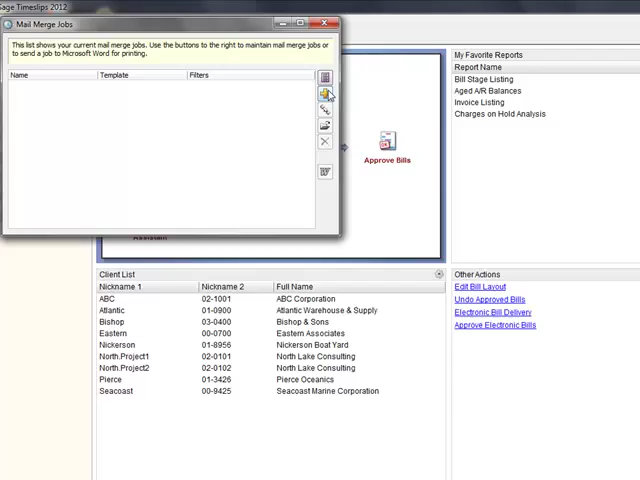 Sage Timeslips 2012
Mail Merge Jobs
This list shows your current mail merge jobs. Use the buttons to the right to maintain mail merge jobs or
to send a job to Microsoft Word for printing.
Name Template Filters
W
Approve Bills
Assistant
My Favorite Reports
Report Name
Bill Stage Listing
Aged A/R Balances
Invoice Listing
Charges on Hold Analysis
Client List
Nickname 1 Nickname 2 Full Name
ABC 02-1001 ABC Corporation
Atlantic 01-0900 Atlantic Warehouse & Supply
Bishop 03-0400 Bishop & Sons
Eastern 00-0700 Eastern Associates
Nickerson 01-8956 Nickerson Boat Yard
North.Project1 02-0101 North Lake Consulting
North.Project2 02-0102 North Lake Consulting
Pierce 01-3426 Pierce Oceanics
Seacoast 00-9425 Seacoast Marine Corporation
Other Actions
Edit Bill Layout
Undo Approved Bills
Electronic Bill Delivery
Approve Electronic Bills